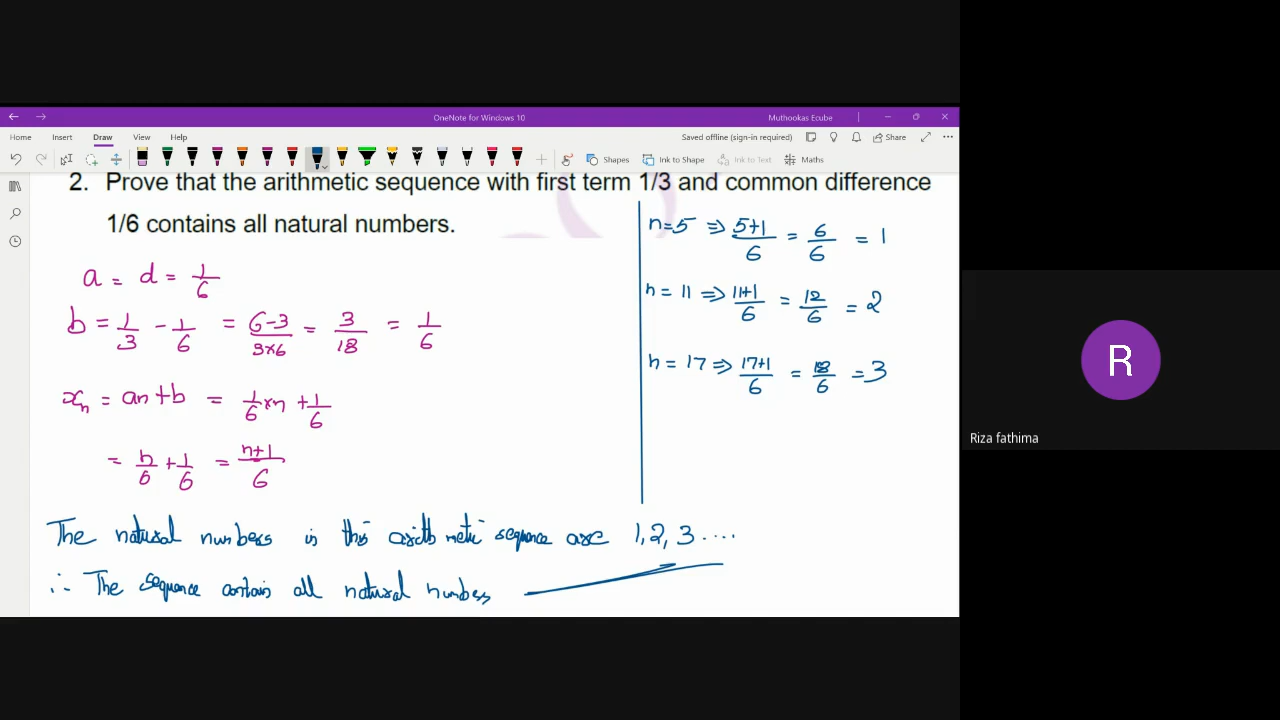 OneNote for Windows 10
Muthookas Ecube
Home Insert Draw View Help
Saved offline (sign-in required)
Share
Shapes
Ink to Shape
Ink to Text
Maths
2. Prove that the arithmetic sequence with first term 1/3 and common difference
1/6 contains all natural numbers.
a = d = 1/6
b = 1/3 - 1/6 = 6-3/3×6 = 3/18 = 1/6
xₙ = an+b = 1/6 × n + 1/6
= n/6 + 1/6 = n+1/6
n=5 ⇒ 5+1/6 = 6/6 = 1
n = 11 ⇒ 11+1/6 = 12/6 = 2
n = 17 ⇒ 17+1/6 = 18/6 = 3
The natural numbers in this arithmetic sequence are 1, 2, 3 ....
∴ The sequence contains all natural numbers
R
Riza fathima